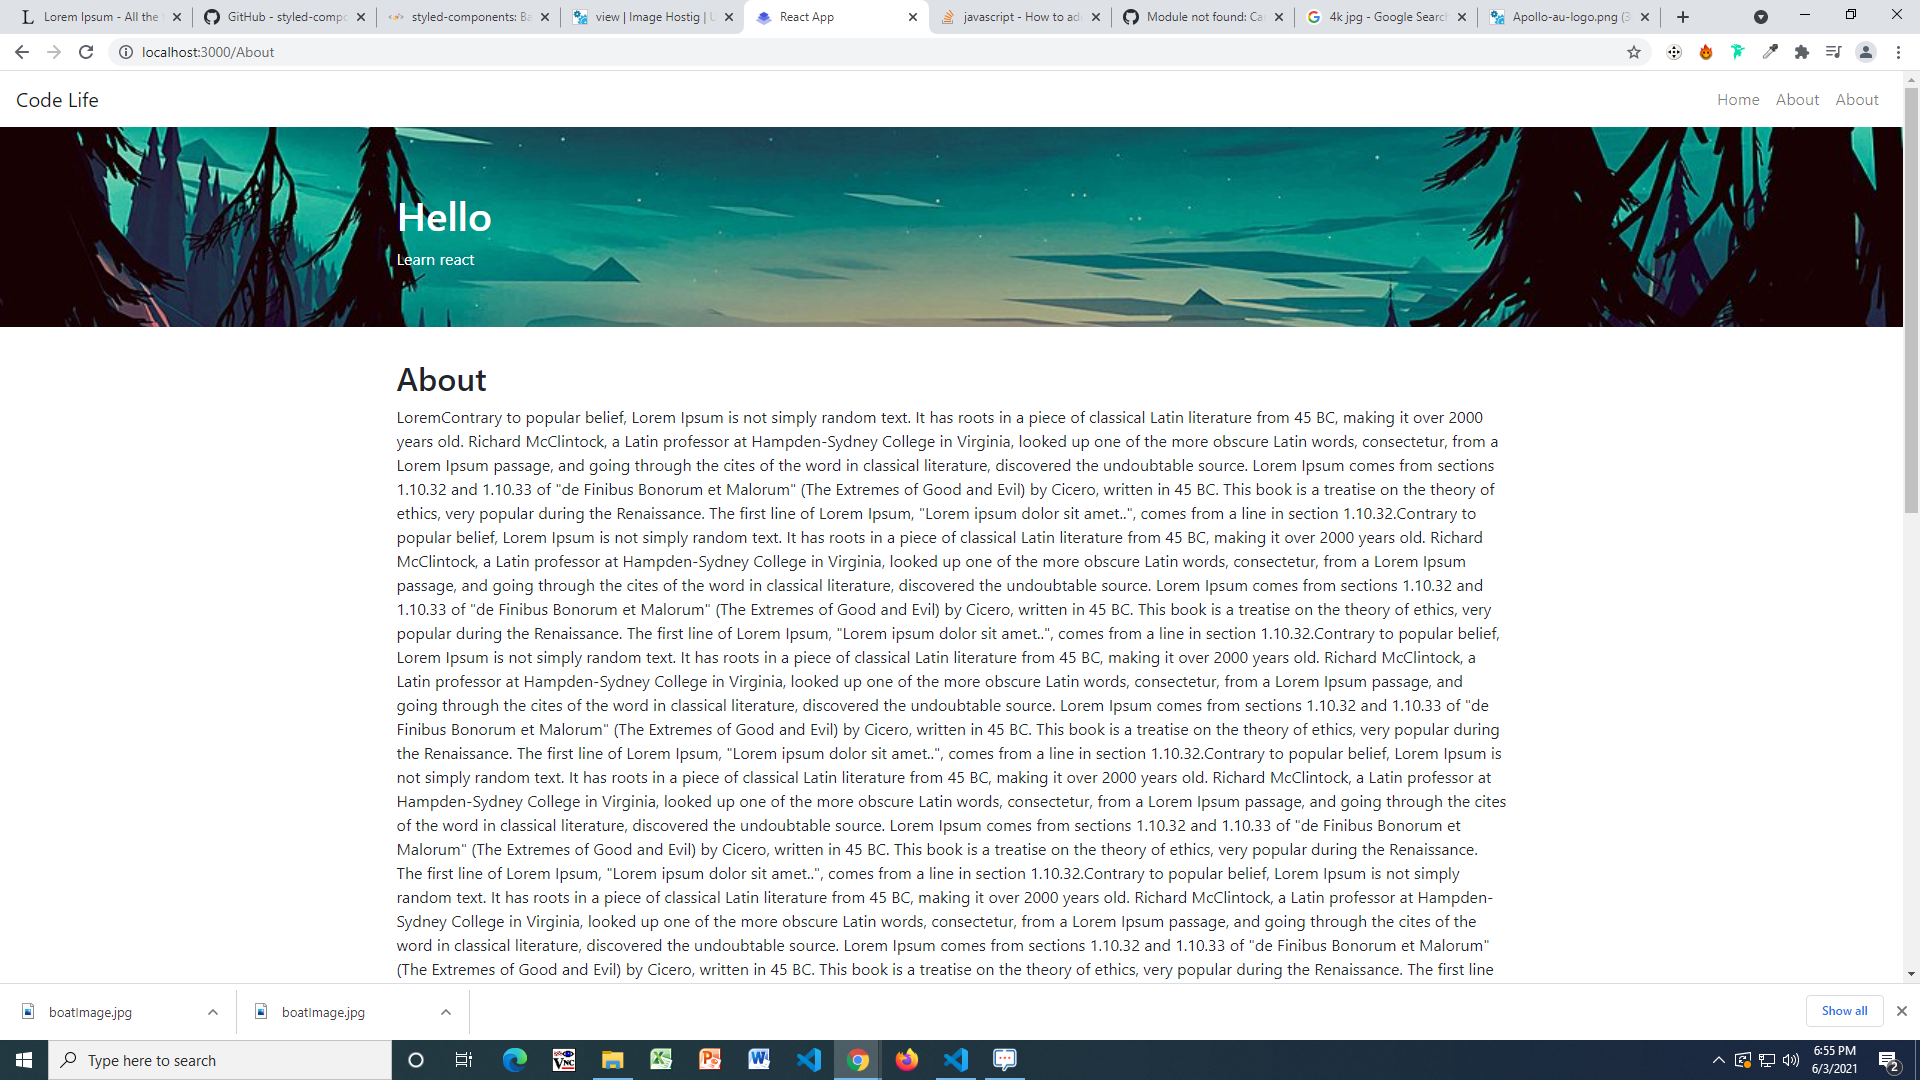 Lorem Ipsum - All the
GitHub - styled-compo
styled-components: Ba
view | Image Hostig | U
React App
javascript - How to ad
Module not found: Ca
4k jpg - Google Search
Apollo-au-logo.png (3
localhost:3000/About
Code Life
Home About About
Hello
Learn react
About
LoremContrary to popular belief, Lorem Ipsum is not simply random text. It has roots in a piece of classical Latin literature from 45 BC, making it over 2000
years old. Richard McClintock, a Latin professor at Hampden-Sydney College in Virginia, looked up one of the more obscure Latin words, consectetur, from a
Lorem Ipsum passage, and going through the cites of the word in classical literature, discovered the undoubtable source. Lorem Ipsum comes from sections
1.10.32 and 1.10.33 of "de Finibus Bonorum et Malorum" (The Extremes of Good and Evil) by Cicero, written in 45 BC. This book is a treatise on the theory of
ethics, very popular during the Renaissance. The first line of Lorem Ipsum, "Lorem ipsum dolor sit amet..", comes from a line in section 1.10.32.Contrary to
popular belief, Lorem Ipsum is not simply random text. It has roots in a piece of classical Latin literature from 45 BC, making it over 2000 years old. Richard
McClintock, a Latin professor at Hampden-Sydney College in Virginia, looked up one of the more obscure Latin words, consectetur, from a Lorem Ipsum
passage, and going through the cites of the word in classical literature, discovered the undoubtable source. Lorem Ipsum comes from sections 1.10.32 and
1.10.33 of "de Finibus Bonorum et Malorum" (The Extremes of Good and Evil) by Cicero, written in 45 BC. This book is a treatise on the theory of ethics, very
popular during the Renaissance. The first line of Lorem Ipsum, "Lorem ipsum dolor sit amet..", comes from a line in section 1.10.32.Contrary to popular belief,
Lorem Ipsum is not simply random text. It has roots in a piece of classical Latin literature from 45 BC, making it over 2000 years old. Richard McClintock, a
Latin professor at Hampden-Sydney College in Virginia, looked up one of the more obscure Latin words, consectetur, from a Lorem Ipsum passage, and
going through the cites of the word in classical literature, discovered the undoubtable source. Lorem Ipsum comes from sections 1.10.32 and 1.10.33 of "de
Finibus Bonorum et Malorum" (The Extremes of Good and Evil) by Cicero, written in 45 BC. This book is a treatise on the theory of ethics, very popular during
the Renaissance. The first line of Lorem Ipsum, "Lorem ipsum dolor sit amet..", comes from a line in section 1.10.32.Contrary to popular belief, Lorem Ipsum is
not simply random text. It has roots in a piece of classical Latin literature from 45 BC, making it over 2000 years old. Richard McClintock, a Latin professor at
Hampden-Sydney College in Virginia, looked up one of the more obscure Latin words, consectetur, from a Lorem Ipsum passage, and going through the cites
of the word in classical literature, discovered the undoubtable source. Lorem Ipsum comes from sections 1.10.32 and 1.10.33 of "de Finibus Bonorum et
Malorum" (The Extremes of Good and Evil) by Cicero, written in 45 BC. This book is a treatise on the theory of ethics, very popular during the Renaissance.
The first line of Lorem Ipsum, "Lorem ipsum dolor sit amet..", comes from a line in section 1.10.32.Contrary to popular belief, Lorem Ipsum is not simply
random text. It has roots in a piece of classical Latin literature from 45 BC, making it over 2000 years old. Richard McClintock, a Latin professor at Hampden-
Sydney College in Virginia, looked up one of the more obscure Latin words, consectetur, from a Lorem Ipsum passage, and going through the cites of the
word in classical literature, discovered the undoubtable source. Lorem Ipsum comes from sections 1.10.32 and 1.10.33 of "de Finibus Bonorum et Malorum"
(The Extremes of Good and Evil) by Cicero, written in 45 BC. This book is a treatise on the theory of ethics, very popular during the Renaissance. The first line
boatImage.jpg
boatImage.jpg
Show all
Type here to search
VNC
6:55 PM
6/3/2021
2